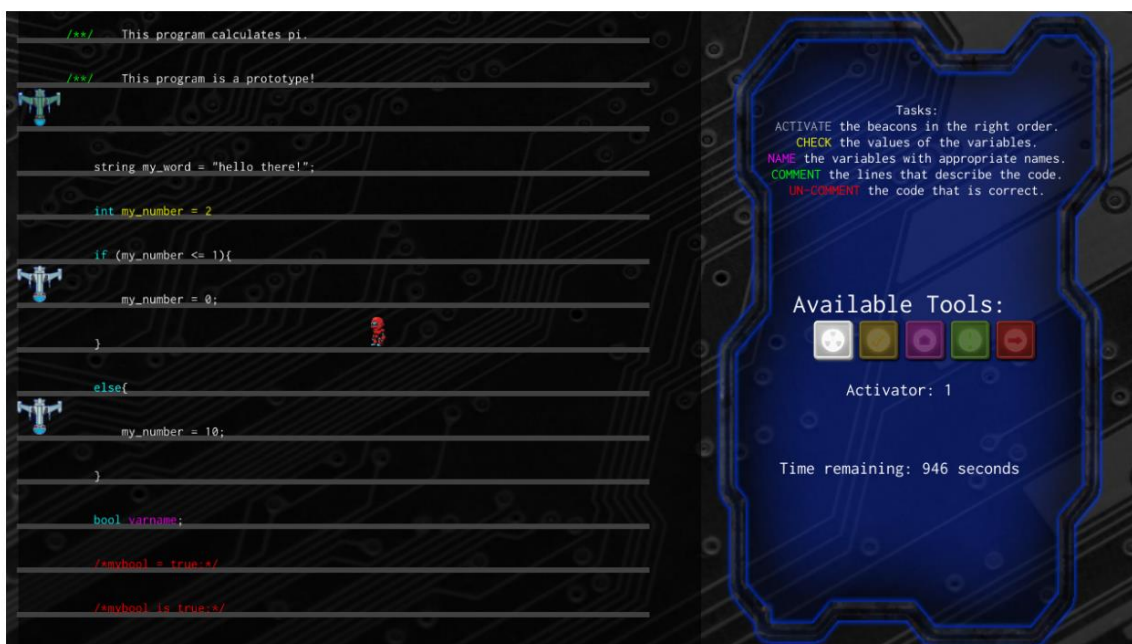 /**/ This program calculates pi.
/**/ This program is a prototype!
string my_word = "hello there!";
int my_number = 2
if (my_number <= 1){
my_number = 0;
}
else{
my_number = 10;
}
bool varname;
/*mybool = true;*/
/*mybool is true;*/
Tasks:
ACTIVATE the beacons in the right order.
CHECK the values of the variables.
NAME the variables with appropriate names.
COMMENT the lines that describe the code.
UN-COMMENT the code that is correct.
Available Tools:
Activator: 1
Time remaining: 946 seconds